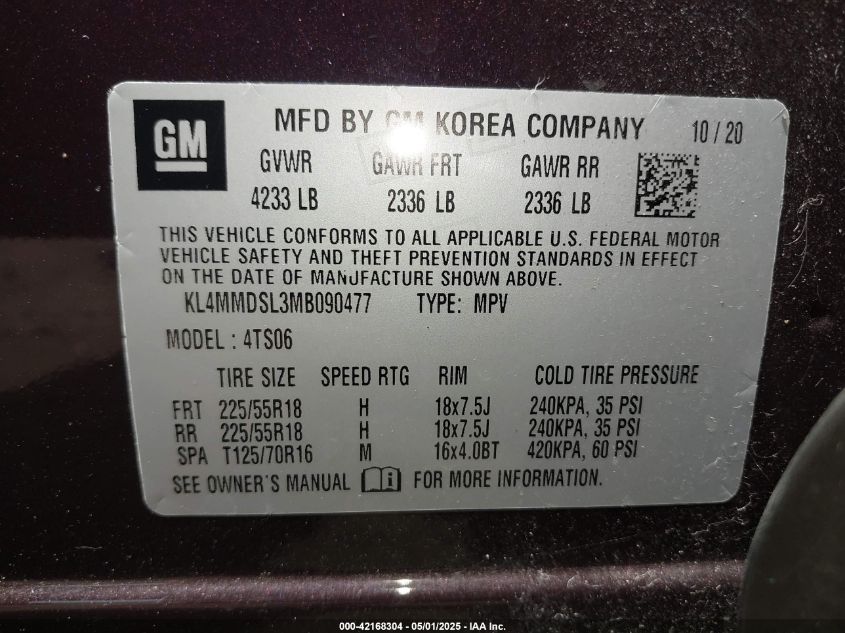 GM
MFD BY GM KOREA COMPANY 10 / 20
GVWR GAWR FRT GAWR RR
4233 LB 2336 LB 2336 LB
THIS VEHICLE CONFORMS TO ALL APPLICABLE U.S. FEDERAL MOTOR
VEHICLE SAFETY AND THEFT PREVENTION STANDARDS IN EFFECT
ON THE DATE OF MANUFACTURE SHOWN ABOVE.
KL4MMDSL3MB090477 TYPE: MPV
MODEL : 4TS06
TIRE SIZE SPEED RTG RIM COLD TIRE PRESSURE
FRT 225/55R18 H 18x7.5J 240KPA, 35 PSI
RR 225/55R18 H 18x7.5J 240KPA, 35 PSI
SPA T125/70R16 M 16x4.0BT 420KPA, 60 PSI
SEE OWNER'S MANUAL i FOR MORE INFORMATION.
000-42168304 - 05/01/2025 - IAA Inc.